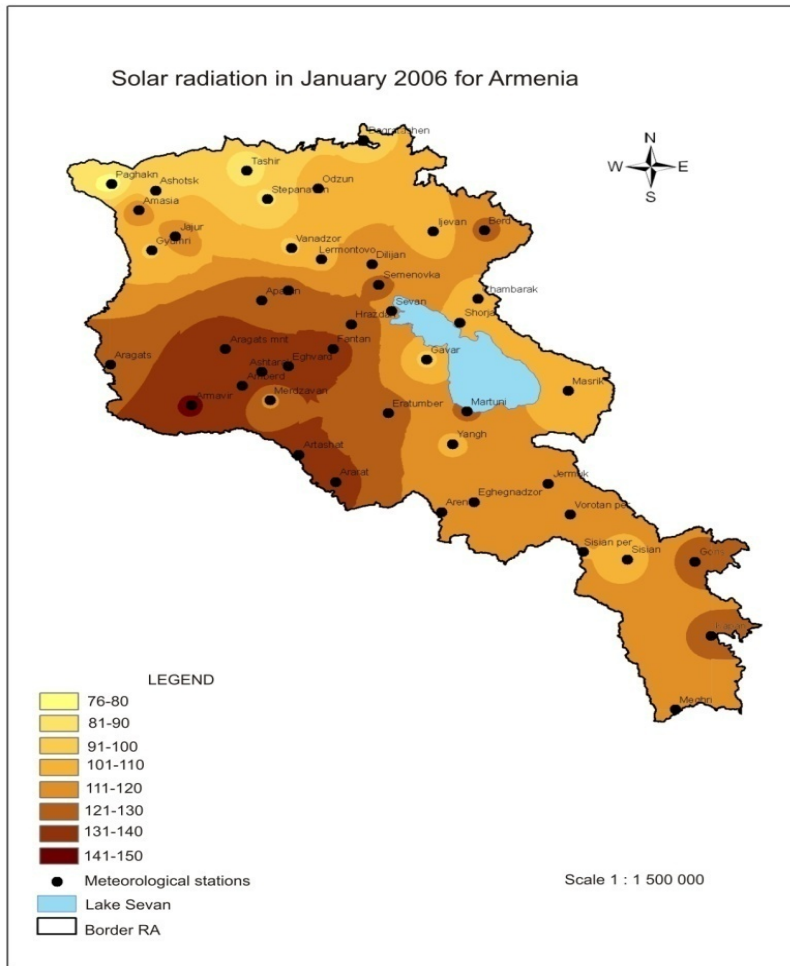 Solar radiation in January 2006 for Armenia
N
W E
S
Bagratashen
Tashir
Paghakn
Ashotsk
Odzun
Stepanavan
Amasia
Jajur
Ijevan
Berd
Gyumri
Vanadzor
Lermontovo
Dilijan
Semenovka
Aparan
Chambarak
Sevan
Hrazdan
Shorja
Aragats mnt
Fantan
Aragats
Ashtarak
Eghvard
Gavar
Amperd
Masrik
Armavir
Merdzavan
Eratumber
Martuni
Yangh
Artashat
Ararat
Jermuk
Areni
Eghegnadzor
Vorotan per
Sisian per
Sisian
Goris
Kapan
Meghri
LEGEND
76-80
81-90
91-100
101-110
111-120
121-130
131-140
141-150
Meteorological stations
Scale 1 : 1 500 000
Lake Sevan
Border RA